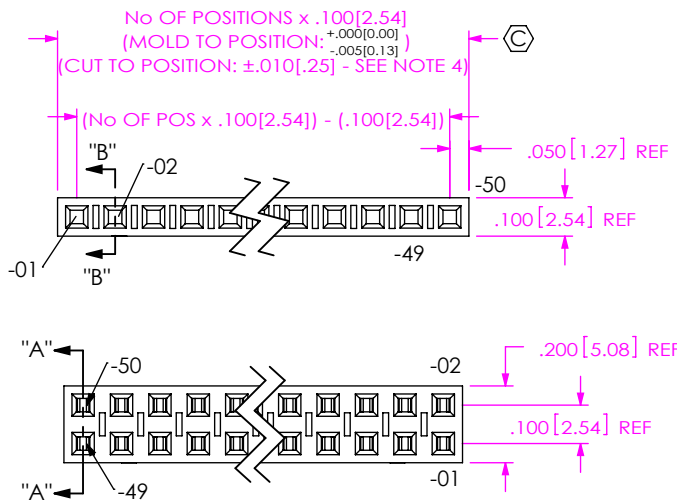 No OF POSITIONS x .100[2.54]
(MOLD TO POSITION: +.000[0.00] -.005[0.13] )
C
(CUT TO POSITION: ±.010[.25] - SEE NOTE 4)
(No OF POS x .100[2.54]) - (.100[2.54])
.050[1.27] REF
"B"
-02
-50
.100[2.54] REF
-01
"B"
-49
"A"
-50
-02
.200[5.08] REF
.100[2.54] REF
"A"
-49
-01